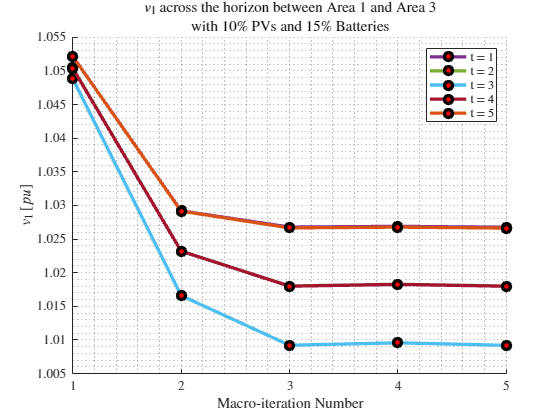 v₁ across the horizon between Area 1 and Area 3
with 10% PVs and 15% Batteries
1.055
1.05
1.045
1.04
1.035
1.03
1.025
1.02
1.015
1.01
1.005
v₁ [pu]
t = 1
t = 2
t = 3
t = 4
t = 5
1 2 3 4 5
Macro-iteration Number